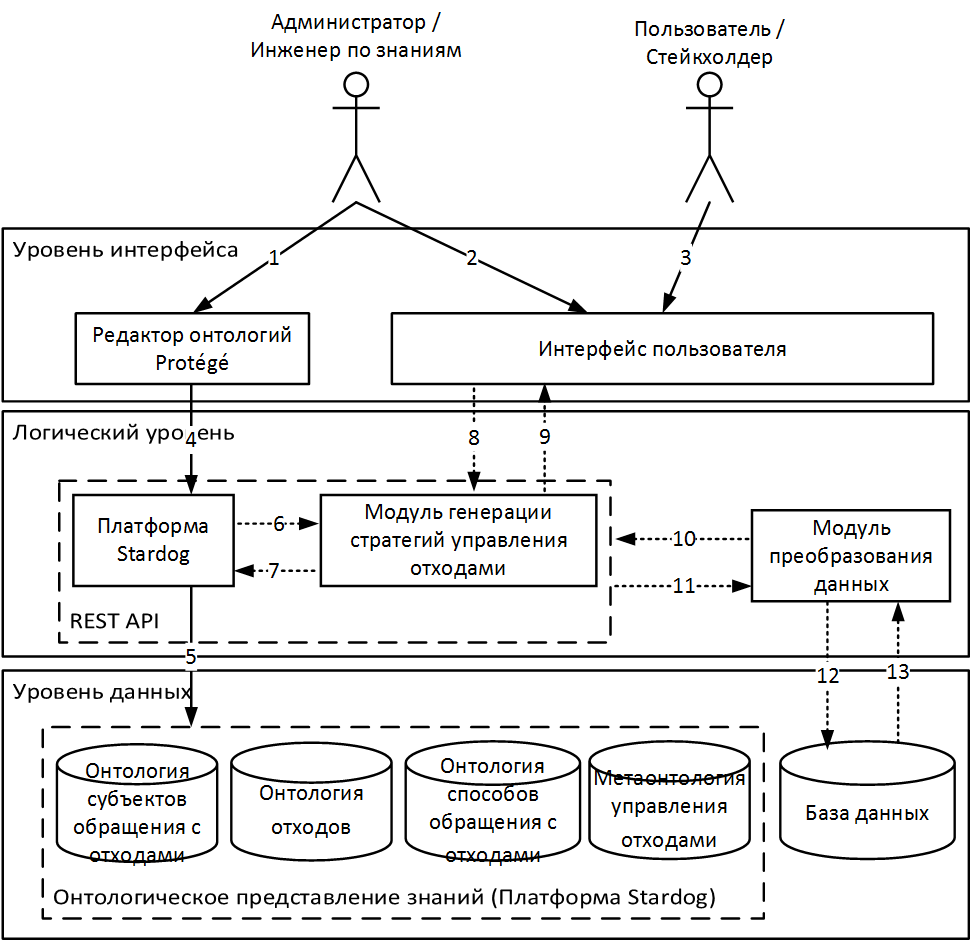 Администратор /
Инженер по знаниям
Пользователь /
Стейкхолдер
Уровень интерфейса
1
2
3
Редактор онтологий
Protégé
Интерфейс пользователя
Логический уровень
4
8
9
Платформа
Stardog
6
7
Модуль генерации
стратегий управления
отходами
10
11
Модуль
преобразования
данных
REST API
5
12
13
Уровень данных
Онтология
субъектов
обращения с
отходами
Онтология
отходов
Онтология
способов
обращения с
отходами
Метаонтология
управления
отходами
База данных
Онтологическое представление знаний (Платформа Stardog)